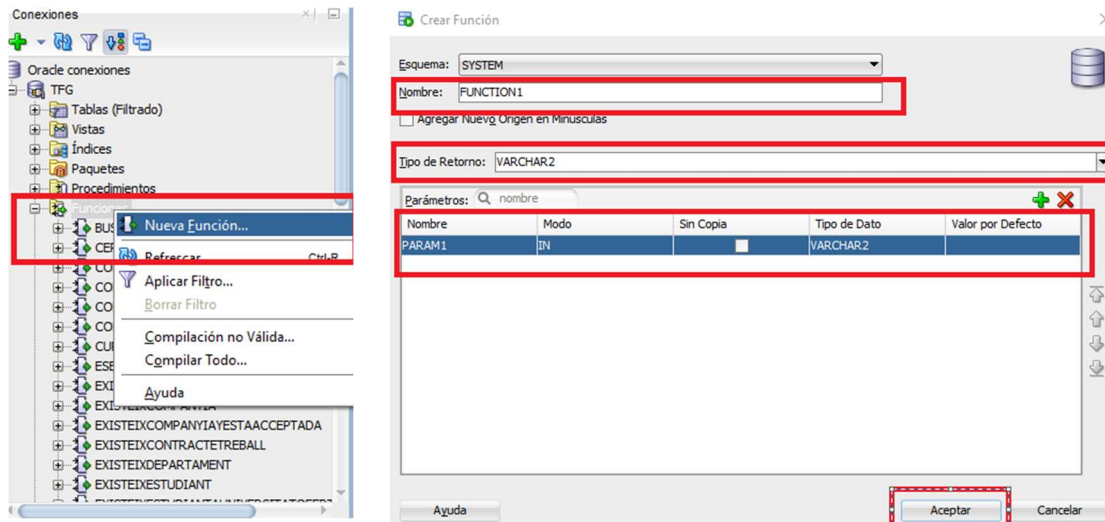 Conexiones
Oracle conexiones
TFG
Tablas (Filtrado)
Vistas
Índices
Paquetes
Procedimientos
Funciones
Nueva Función...
Refrescar Ctrl-R
Aplicar Filtro...
Borrar Filtro
Compilación no Válida...
Compilar Todo...
Ayuda
EXISTEIXCOMPANYIA
EXISTEIXCOMPANYIAYESTAACCEPTADA
EXISTEIXCONTRACTETREBALL
EXISTEIXDEPARTAMENT
EXISTEIXESTUDIANT
Crear Función
Esquema: SYSTEM
Nombre: FUNCTION1
Agregar Nuevo Origen en Minusculas
Tipo de Retorno: VARCHAR2
Parámetros: nombre
Nombre Modo Sin Copia Tipo de Dato Valor por Defecto
PARAM1 IN VARCHAR2
Ayuda Aceptar Cancelar